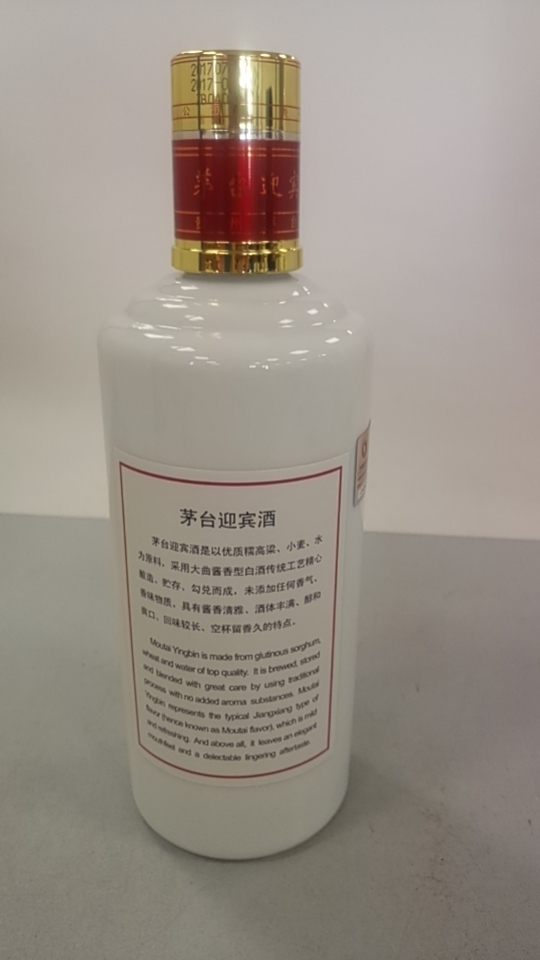 茅台迎宾
茅台迎宾酒
茅台迎宾酒是以优质糯高粱、小麦、水
为原料，采用大曲酱香型白酒传统工艺精心
酿造、贮存、勾兑而成，未添加任何香气、
香味物质，具有酱香清雅、酒体丰满、醇和
爽口、回味较长、空杯留香久的特点。
Moutai Yingbin is made from glutinous sorghum,
wheat and water of top quality. It is brewed, stored
and blended with great care by using traditional
process with no added aroma substances. Moutai
Yingbin represents the typical Jiangxiang type of
flavor (hence known as Moutai flavor), which is mild
and refreshing. And above all, it leaves an elegant
mouthfeel and a delectable lingering aftertaste.